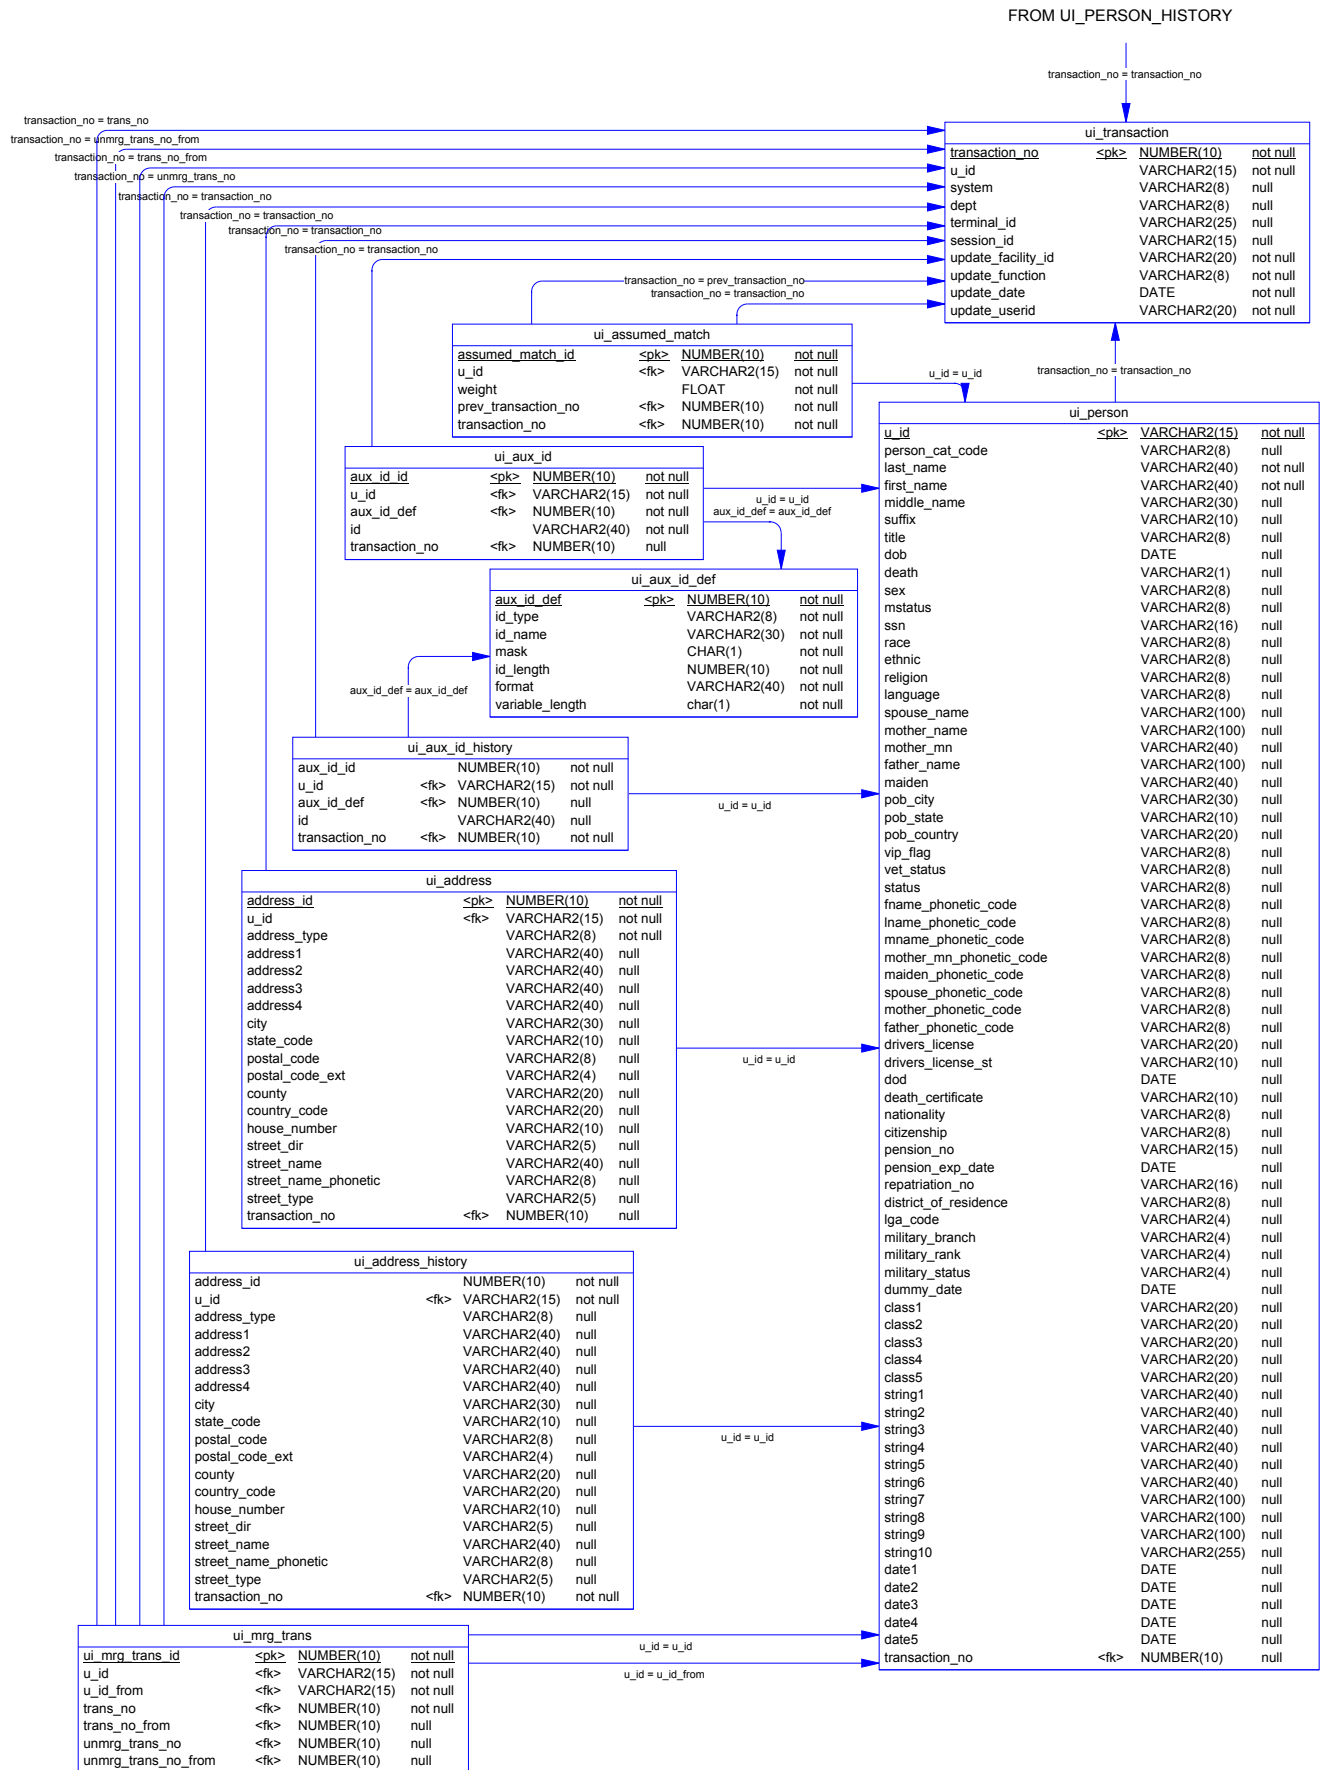 FROM UI_PERSON_HISTORY
transaction_no = transaction_no
transaction_no = trans_no
transaction_no = unmrg_trans_no_from
transaction_no = trans_no_from
transaction_no = unmrg_trans_no
transaction_no = transaction_no
transaction_no = transaction_no
transaction_no = transaction_no
transaction_no = transaction_no
ui_transaction
transaction_no <pk> NUMBER(10) not null
u_id VARCHAR2(15) not null
system VARCHAR2(8) null
dept VARCHAR2(8) null
terminal_id VARCHAR2(25) null
session_id VARCHAR2(15) null
update_facility_id VARCHAR2(20) not null
update_function VARCHAR2(8) not null
update_date DATE not null
update_userid VARCHAR2(20) not null
transaction_no = prev_transaction_no
transaction_no = transaction_no
ui_assumed_match
assumed_match_id <pk> NUMBER(10) not null
u_id <fk> VARCHAR2(15) not null
weight FLOAT not null
prev_transaction_no <fk> NUMBER(10) not null
transaction_no <fk> NUMBER(10) not null
u_id = u_id
transaction_no = transaction_no
ui_aux_id
aux_id_id <pk> NUMBER(10) not null
u_id <fk> VARCHAR2(15) not null
aux_id_def <fk> NUMBER(10) not null
id VARCHAR2(40) not null
transaction_no <fk> NUMBER(10) null
u_id = u_id
aux_id_def = aux_id_def
ui_aux_id_def
aux_id_def <pk> NUMBER(10) not null
id_type VARCHAR2(8) not null
id_name VARCHAR2(30) not null
mask CHAR(1) not null
id_length NUMBER(10) not null
format VARCHAR2(40) not null
variable_length char(1) not null
aux_id_def = aux_id_def
ui_aux_id_history
aux_id_id NUMBER(10) not null
u_id <fk> VARCHAR2(15) not null
aux_id_def <fk> NUMBER(10) null
id VARCHAR2(40) null
transaction_no <fk> NUMBER(10) not null
u_id = u_id
ui_address
address_id <pk> NUMBER(10) not null
u_id <fk> VARCHAR2(15) not null
address_type VARCHAR2(8) not null
address1 VARCHAR2(40) null
address2 VARCHAR2(40) null
address3 VARCHAR2(40) null
address4 VARCHAR2(40) null
city VARCHAR2(30) null
state_code VARCHAR2(10) null
postal_code VARCHAR2(8) null
postal_code_ext VARCHAR2(4) null
county VARCHAR2(20) null
country_code VARCHAR2(20) null
house_number VARCHAR2(10) null
street_dir VARCHAR2(5) null
street_name VARCHAR2(40) null
street_name_phonetic VARCHAR2(8) null
street_type VARCHAR2(5) null
transaction_no <fk> NUMBER(10) null
u_id = u_id
ui_address_history
address_id NUMBER(10) not null
u_id <fk> VARCHAR2(15) not null
address_type VARCHAR2(8) null
address1 VARCHAR2(40) null
address2 VARCHAR2(40) null
address3 VARCHAR2(40) null
address4 VARCHAR2(40) null
city VARCHAR2(30) null
state_code VARCHAR2(10) null
postal_code VARCHAR2(8) null
postal_code_ext VARCHAR2(4) null
county VARCHAR2(20) null
country_code VARCHAR2(20) null
house_number VARCHAR2(10) null
street_dir VARCHAR2(5) null
street_name VARCHAR2(40) null
street_name_phonetic VARCHAR2(8) null
street_type VARCHAR2(5) null
transaction_no <fk> NUMBER(10) not null
u_id = u_id
ui_mrg_trans
ui_mrg_trans_id <pk> NUMBER(10) not null
u_id <fk> VARCHAR2(15) not null
u_id_from <fk> VARCHAR2(15) not null
trans_no <fk> NUMBER(10) not null
trans_no_from <fk> NUMBER(10) null
unmrg_trans_no <fk> NUMBER(10) null
unmrg_trans_no_from <fk> NUMBER(10) null
u_id = u_id
u_id = u_id_from
ui_person
u_id <pk> VARCHAR2(15) not null
person_cat_code VARCHAR2(8) null
last_name VARCHAR2(40) not null
first_name VARCHAR2(40) not null
middle_name VARCHAR2(30) null
suffix VARCHAR2(10) null
title VARCHAR2(8) null
dob DATE null
death VARCHAR2(1) null
sex VARCHAR2(8) null
mstatus VARCHAR2(8) null
ssn VARCHAR2(16) null
race VARCHAR2(8) null
ethnic VARCHAR2(8) null
religion VARCHAR2(8) null
language VARCHAR2(8) null
spouse_name VARCHAR2(100) null
mother_name VARCHAR2(100) null
mother_mn VARCHAR2(40) null
father_name VARCHAR2(100) null
maiden VARCHAR2(40) null
pob_city VARCHAR2(30) null
pob_state VARCHAR2(10) null
pob_country VARCHAR2(20) null
vip_flag VARCHAR2(8) null
vet_status VARCHAR2(8) null
status VARCHAR2(8) null
fname_phonetic_code VARCHAR2(8) null
lname_phonetic_code VARCHAR2(8) null
mname_phonetic_code VARCHAR2(8) null
mother_mn_phonetic_code VARCHAR2(8) null
maiden_phonetic_code VARCHAR2(8) null
spouse_phonetic_code VARCHAR2(8) null
mother_phonetic_code VARCHAR2(8) null
father_phonetic_code VARCHAR2(8) null
drivers_license VARCHAR2(20) null
drivers_license_st VARCHAR2(10) null
dod DATE null
death_certificate VARCHAR2(10) null
nationality VARCHAR2(8) null
citizenship VARCHAR2(8) null
pension_no VARCHAR2(15) null
pension_exp_date DATE null
repatriation_no VARCHAR2(16) null
district_of_residence VARCHAR2(8) null
lga_code VARCHAR2(4) null
military_branch VARCHAR2(4) null
military_rank VARCHAR2(4) null
military_status VARCHAR2(4) null
dummy_date DATE null
class1 VARCHAR2(20) null
class2 VARCHAR2(20) null
class3 VARCHAR2(20) null
class4 VARCHAR2(20) null
class5 VARCHAR2(20) null
string1 VARCHAR2(40) null
string2 VARCHAR2(40) null
string3 VARCHAR2(40) null
string4 VARCHAR2(40) null
string5 VARCHAR2(40) null
string6 VARCHAR2(40) null
string7 VARCHAR2(100) null
string8 VARCHAR2(100) null
string9 VARCHAR2(100) null
string10 VARCHAR2(255) null
date1 DATE null
date2 DATE null
date3 DATE null
date4 DATE null
date5 DATE null
transaction_no <fk> NUMBER(10) null